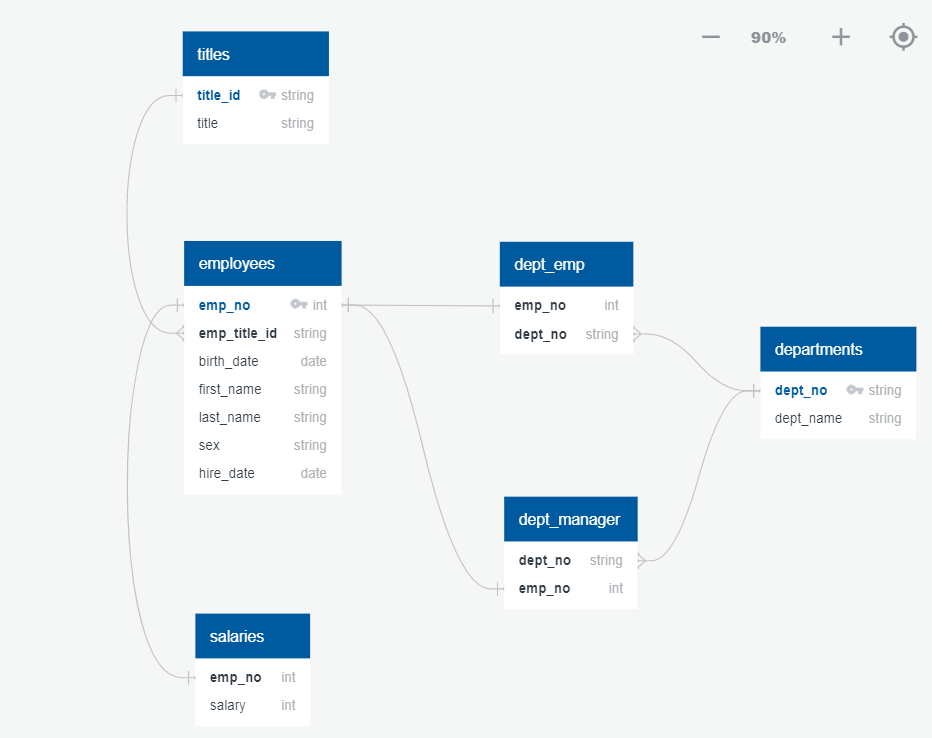 90%
titles
title_id string
title string
employees
emp_no int
emp_title_id string
birth_date date
first_name string
last_name string
sex string
hire_date date
dept_emp
emp_no int
dept_no string
departments
dept_no string
dept_name string
dept_manager
dept_no string
emp_no int
salaries
emp_no int
salary int